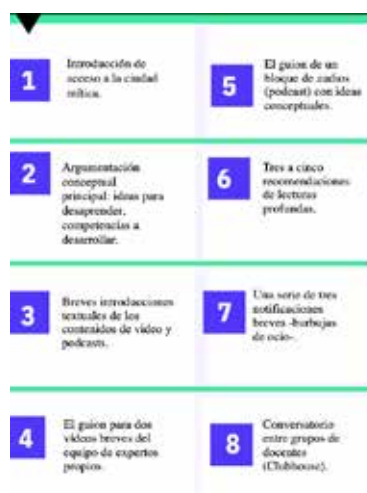 1
Introducción de
acceso a la ciudad
mítica.
2
Argumentación
conceptual
principal: ideas para
desaprender,
competencias a
desarrollar.
3
Breves introducciones
textuales de los
contenidos de video y
podcasts.
4
El guion para dos
videos breves del
equipo de expertos
propios.
5
El guion de un
bloque de audios
(podcast) con ideas
conceptuales.
6
Tres a cinco
recomendaciones
de lecturas
profundas.
7
Una serie de tres
notificaciones
breves -burbujas
de ocio-.
8
Conversatorio
entre grupos de
docentes
(Clubhouse).